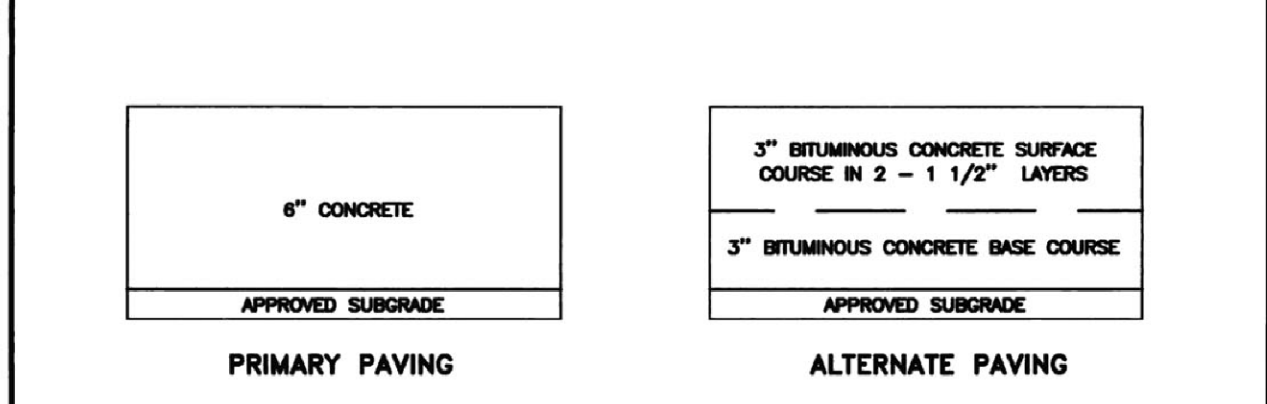 6" CONCRETE
APPROVED SUBGRADE
PRIMARY PAVING
3" BITUMINOUS CONCRETE SURFACE
COURSE IN 2 – 1 1/2" LAYERS
3" BITUMINOUS CONCRETE BASE COURSE
APPROVED SUBGRADE
ALTERNATE PAVING